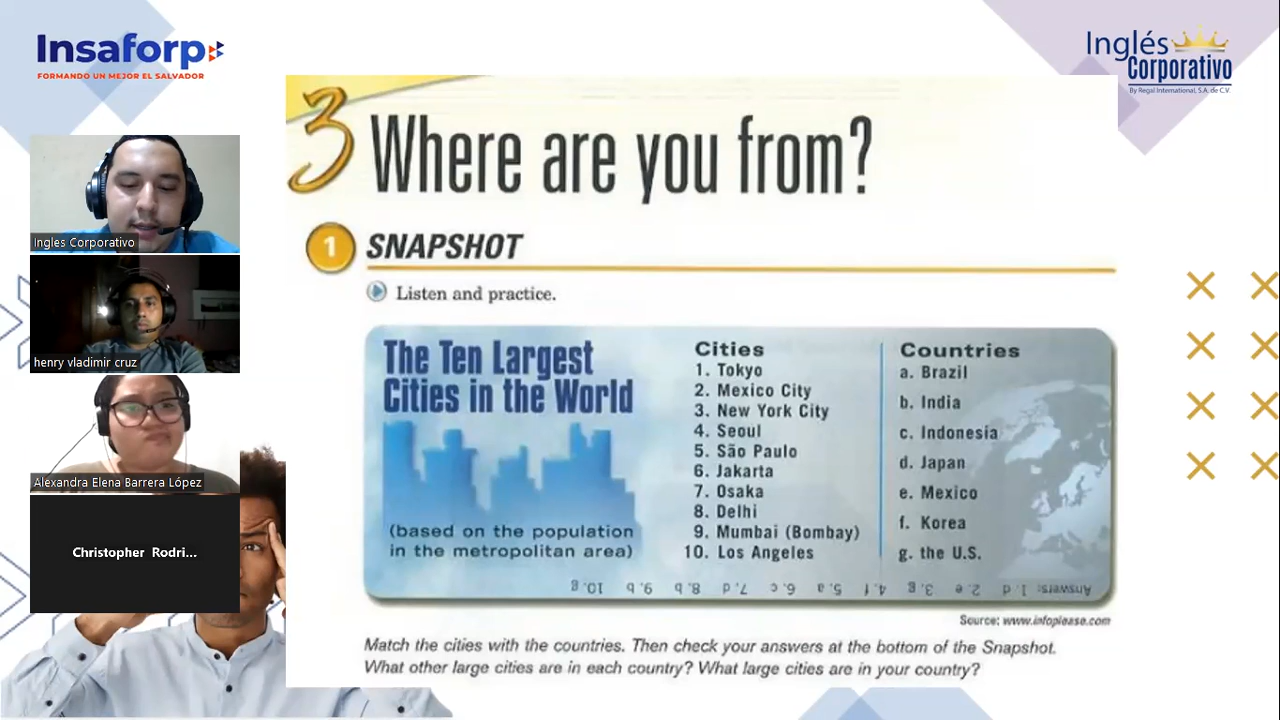 Insaforp
FORMANDO UN MEJOR EL SALVADOR
Inglés
Corporativo
By Regal International, S.A. de C.V.
Ingles Corporativo
henry vladimir cruz
Alexandra Elena Barrera López
Christopher Rodri...
3 Where are you from?
1 SNAPSHOT
Listen and practice.
The Ten Largest
Cities in the World
(based on the population
in the metropolitan area)
Cities
1. Tokyo
2. Mexico City
3. New York City
4. Seoul
5. São Paulo
6. Jakarta
7. Osaka
8. Delhi
9. Mumbai (Bombay)
10. Los Angeles
Countries
a. Brazil
b. India
c. Indonesia
d. Japan
e. Mexico
f. Korea
g. the U.S.
Answers: 1. d 2. e 3. g 4. f 5. a 6. c 7. d 8. b 9. b 10. g
Source: www.infoplease.com
Match the cities with the countries. Then check your answers at the bottom of the Snapshot.
What other large cities are in each country? What large cities are in your country?